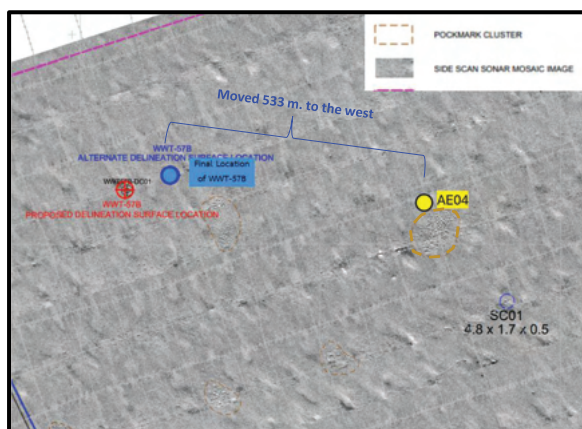 POCKMARK CLUSTER
SIDE SCAN SONAR MOSAIC IMAGE
Moved 533 m. to the west
WWT-57B
ALTERNATE DELINEATION SURFACE LOCATION
Final Location
of WWT-57B
WWT-57B
PROPOSED DELINEATION SURFACE LOCATION
AE04
SC01
4.8 x 1.7 x 0.5